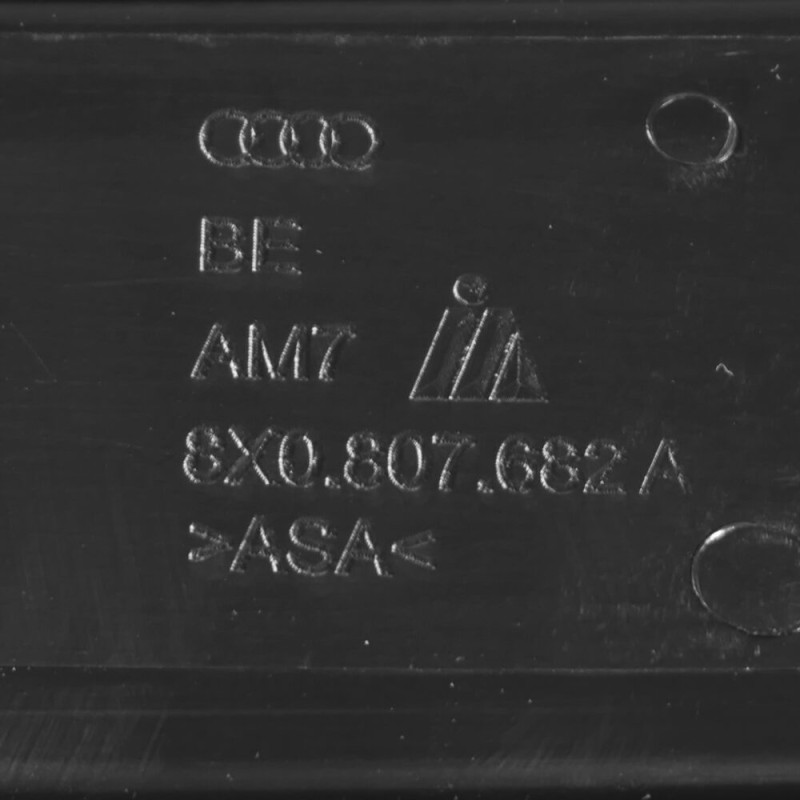 BE
AM7
8X0.807.682 A
>ASA<